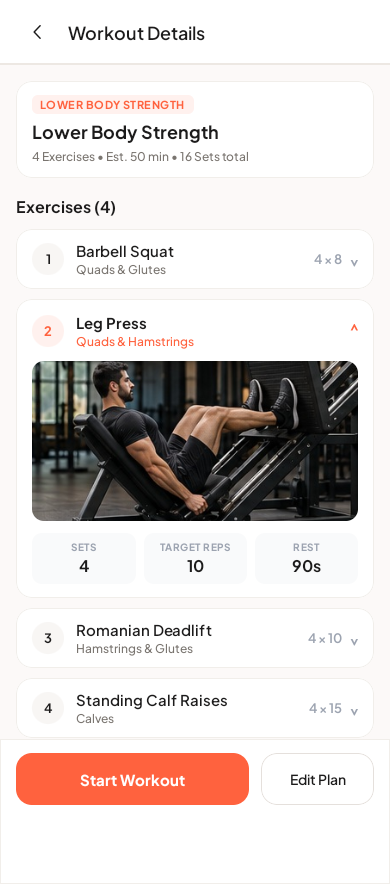 Workout Details
LOWER BODY STRENGTH
Lower Body Strength
4 Exercises • Est. 50 min • 16 Sets total
Exercises (4)
1
Barbell Squat
4 × 8
Quads & Glutes
2
Leg Press
Quads & Hamstrings
SETS
4
TARGET REPS
10
REST
90s
3
Romanian Deadlift
4 × 10
Hamstrings & Glutes
4
Standing Calf Raises
4 × 15
Calves
Start Workout
Edit Plan